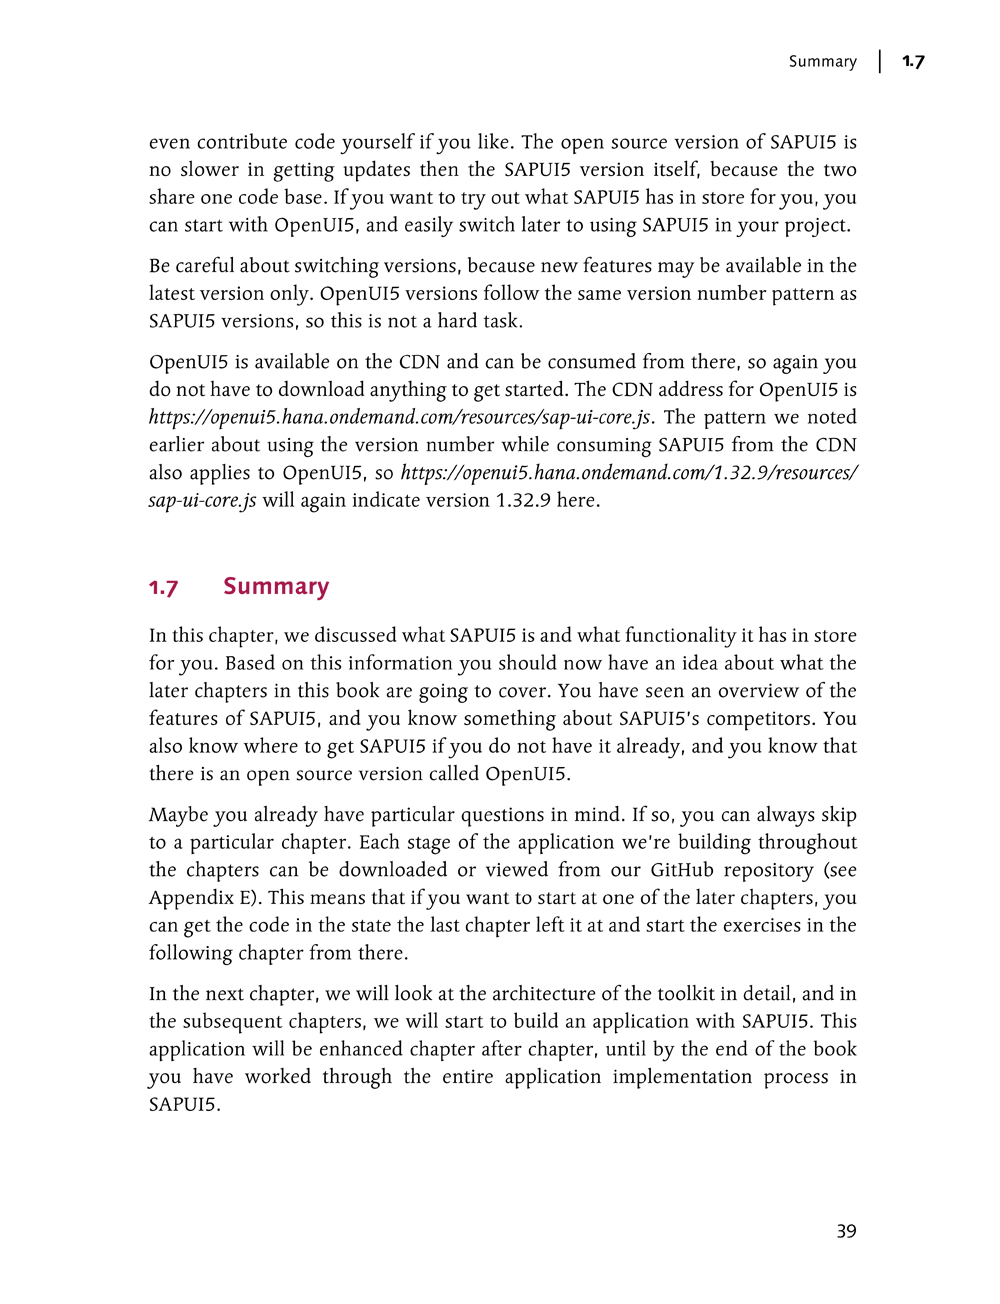 Summary | 1.7
even contribute code yourself if you like. The open source version of SAPUI5 is
no slower in getting updates then the SAPUI5 version itself, because the two
share one code base. If you want to try out what SAPUI5 has in store for you, you
can start with OpenUI5, and easily switch later to using SAPUI5 in your project.
Be careful about switching versions, because new features may be available in the
latest version only. OpenUI5 versions follow the same version number pattern as
SAPUI5 versions, so this is not a hard task.
OpenUI5 is available on the CDN and can be consumed from there, so again you
do not have to download anything to get started. The CDN address for OpenUI5 is
https://openui5.hana.ondemand.com/resources/sap-ui-core.js. The pattern we noted
earlier about using the version number while consuming SAPUI5 from the CDN
also applies to OpenUI5, so https://openui5.hana.ondemand.com/1.32.9/resources/
sap-ui-core.js will again indicate version 1.32.9 here.
1.7 Summary
In this chapter, we discussed what SAPUI5 is and what functionality it has in store
for you. Based on this information you should now have an idea about what the
later chapters in this book are going to cover. You have seen an overview of the
features of SAPUI5, and you know something about SAPUI5's competitors. You
also know where to get SAPUI5 if you do not have it already, and you know that
there is an open source version called OpenUI5.
Maybe you already have particular questions in mind. If so, you can always skip
to a particular chapter. Each stage of the application we're building throughout
the chapters can be downloaded or viewed from our GitHub repository (see
Appendix E). This means that if you want to start at one of the later chapters, you
can get the code in the state the last chapter left it at and start the exercises in the
following chapter from there.
In the next chapter, we will look at the architecture of the toolkit in detail, and in
the subsequent chapters, we will start to build an application with SAPUI5. This
application will be enhanced chapter after chapter, until by the end of the book
you have worked through the entire application implementation process in
SAPUI5.
39